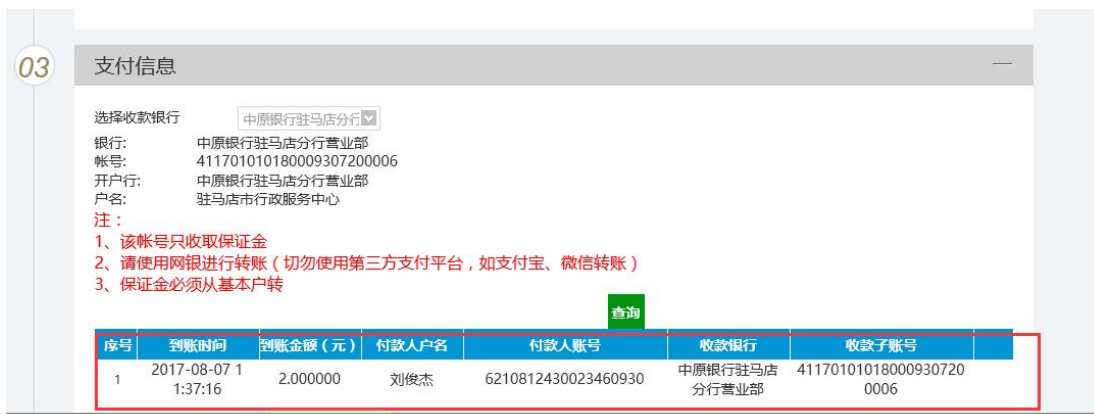 03
支付信息
选择收款银行 中原银行驻马店分行
银行: 中原银行驻马店分行营业部
帐号: 411701010180009307200006
开户行: 中原银行驻马店分行营业部
户名: 驻马店市行政服务中心
注：
1、该帐号只收取保证金
2、请使用网银进行转账（切勿使用第三方支付平台，如支付宝、微信转账）
3、保证金必须从基本户转
查询
序号 到账时间 到账金额（元） 付款人户名 付款人账号 收款银行 收款子账号
1 2017-08-07 1 2.000000 刘俊杰 6210812430023460930 中原银行驻马店 41170101018000930720
1:37:16 分行营业部 0006